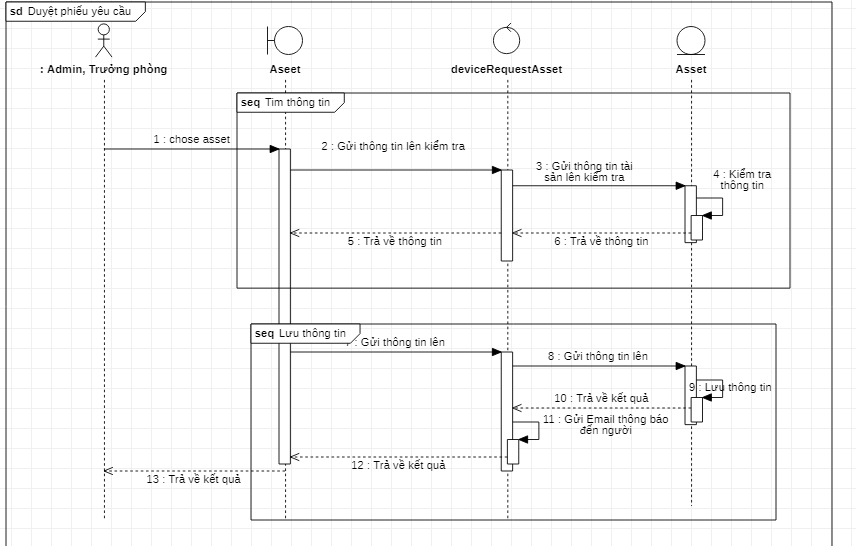 sd Duyệt phiếu yêu cầu
: Admin, Trưởng phòng
Aseet
deviceRequestAsset
Asset
seq Tìm thông tin
1 : chose asset
2 : Gửi thông tin lên kiểm tra
3 : Gửi thông tin tài
sản lên kiểm tra
4 : Kiểm tra
thông tin
5 : Trả về thông tin
6 : Trả về thông tin
seq Lưu thông tin
: Gửi thông tin lên
8 : Gửi thông tin lên
9 : Lưu thông tin
10 : Trả về kết quả
11 : Gửi Email thông báo
đến người
12 : Trả về kết quả
13 : Trả về kết quả